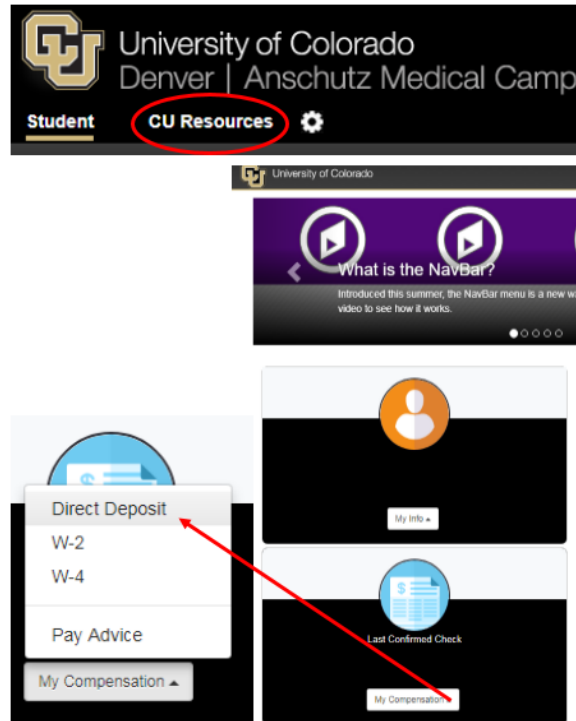 CU
University of Colorado
Denver | Anschutz Medical Camp
Student CU Resources
University of Colorado
What is the NavBar?
Introduced this summer, the NavBar menu is a new wa
video to see how it works.
My Info
Last Confirmed Check
My Compensation
Direct Deposit
W-2
W-4
Pay Advice
My Compensation